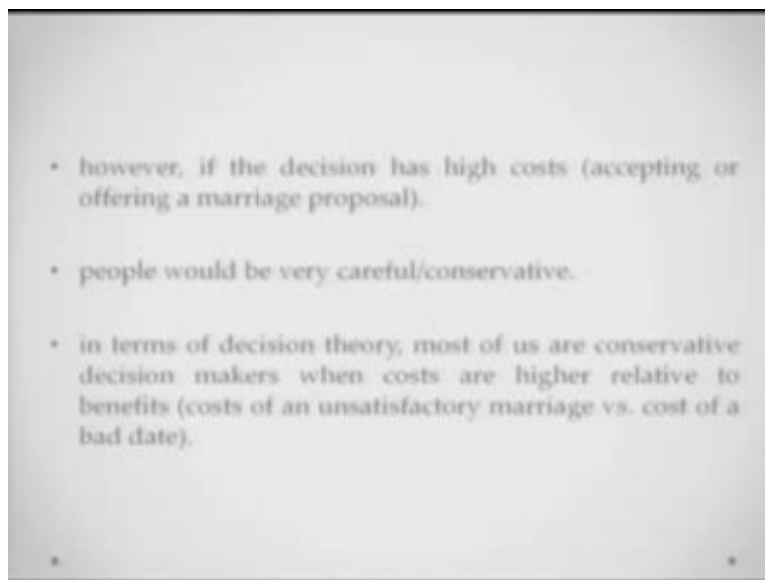 • however, if the decision has high costs (accepting or
offering a marriage proposal).
• people would be very careful/conservative.
• in terms of decision theory, most of us are conservative
decision makers when costs are higher relative to
benefits (costs of an unsatisfactory marriage vs. cost of a
bad date).